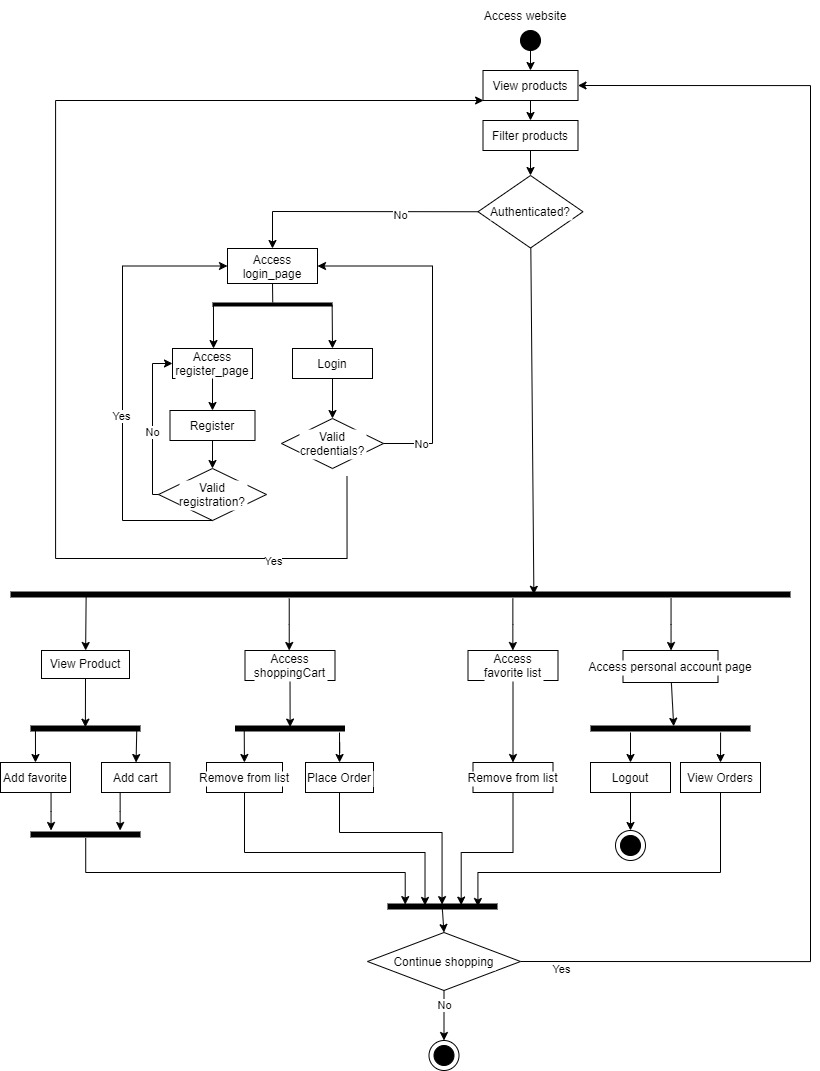 Access website
View products
Filter products
Authenticated?
No
Access
login_page
Access
register_page
Login
Yes
No
Register
Valid
credentials?
No
Valid
registration?
Yes
View Product
Access
shoppingCart
Access
favorite list
Access personal account page
Add favorite
Add cart
Remove from list
Place Order
Remove from list
Logout
View Orders
Continue shopping
Yes
No